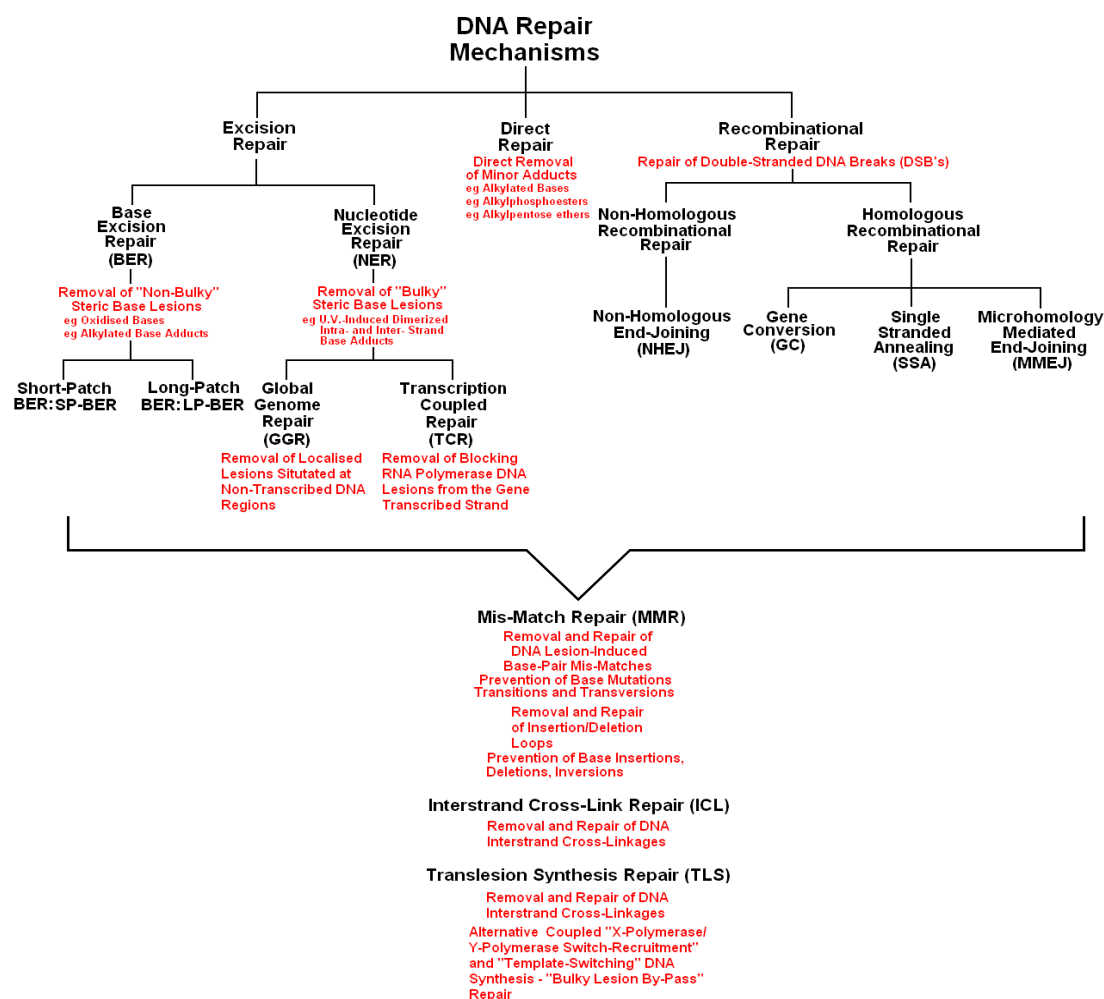 DNA Repair
Mechanisms
Excision
Repair
Direct
Repair
Direct Removal
of Minor Adducts
eg Alkylated Bases
eg Alkylphosphoesters
eg Alkylpentose ethers
Recombinational
Repair
Repair of Double-Stranded DNA Breaks (DSB's)
Base
Excision
Repair
(BER)
Removal of "Non-Bulky"
Steric Base Lesions
eg Oxidised Bases
eg Alkylated Base Adducts
Nucleotide
Excision
Repair
(NER)
Removal of "Bulky"
Steric Base Lesions
eg U.V.-Induced Dimerized
Intra- and Inter- Strand
Base Adducts
Non-Homologous
Recombinational
Repair
Homologous
Recombinational
Repair
Non-Homologous
End-Joining
(NHEJ)
Gene
Conversion
(GC)
Single
Stranded
Annealing
(SSA)
Microhomology
Mediated
End-Joining
(MMEJ)
Short-Patch
BER:SP-BER
Long-Patch
BER:LP-BER
Global
Genome
Repair
(GGR)
Removal of Localised
Lesions Situtated at
Non-Transcribed DNA
Regions
Transcription
Coupled
Repair
(TCR)
Removal of Blocking
RNA Polymerase DNA
Lesions from the Gene
Transcribed Strand
Mis-Match Repair (MMR)
Removal and Repair of
DNA Lesion-Induced
Base-Pair Mis-Matches
Prevention of Base Mutations
Transitions and Transversions
Removal and Repair
of Insertion/Deletion
Loops
Prevention of Base Insertions,
Deletions, Inversions
Interstrand Cross-Link Repair (ICL)
Removal and Repair of DNA
Interstrand Cross-Linkages
Translesion Synthesis Repair (TLS)
Removal and Repair of DNA
Interstrand Cross-Linkages
Alternative Coupled "X-Polymerase/
Y-Polymerase Switch-Recruitment"
and "Template-Switching" DNA
Synthesis - "Bulky Lesion By-Pass"
Repair